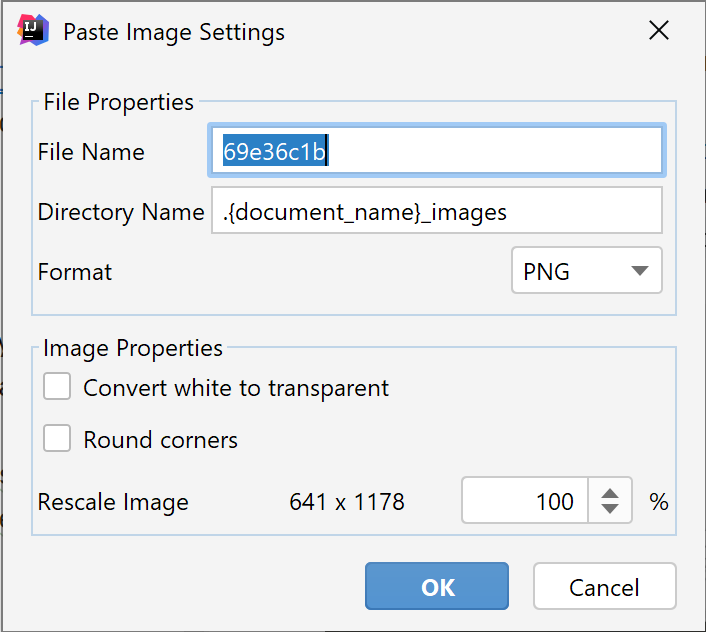 IJ
Paste Image Settings
File Properties
File Name 69e36c1b
Directory Name .{document_name}_images
Format PNG
Image Properties
Convert white to transparent
Round corners
Rescale Image 641 x 1178 100 %
OK Cancel